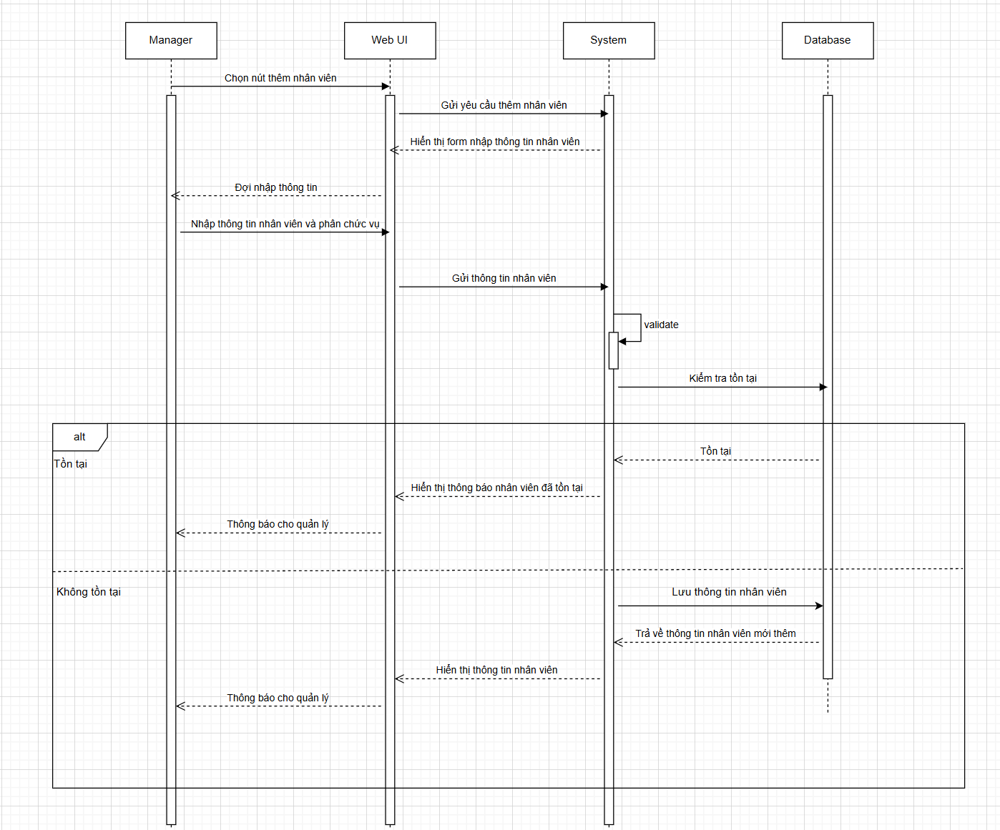 Manager
Web UI
System
Database
Chọn nút thêm nhân viên
Gửi yêu cầu thêm nhân viên
Hiển thị form nhập thông tin nhân viên
Đợi nhập thông tin
Nhập thông tin nhân viên và phân chức vụ
Gửi thông tin nhân viên
validate
Kiểm tra tồn tại
alt
Tồn tại
Tồn tại
Hiển thị thông báo nhân viên đã tồn tại
Thông báo cho quản lý
Không tồn tại
Lưu thông tin nhân viên
Trả về thông tin nhân viên mới thêm
Hiển thị thông tin nhân viên
Thông báo cho quản lý